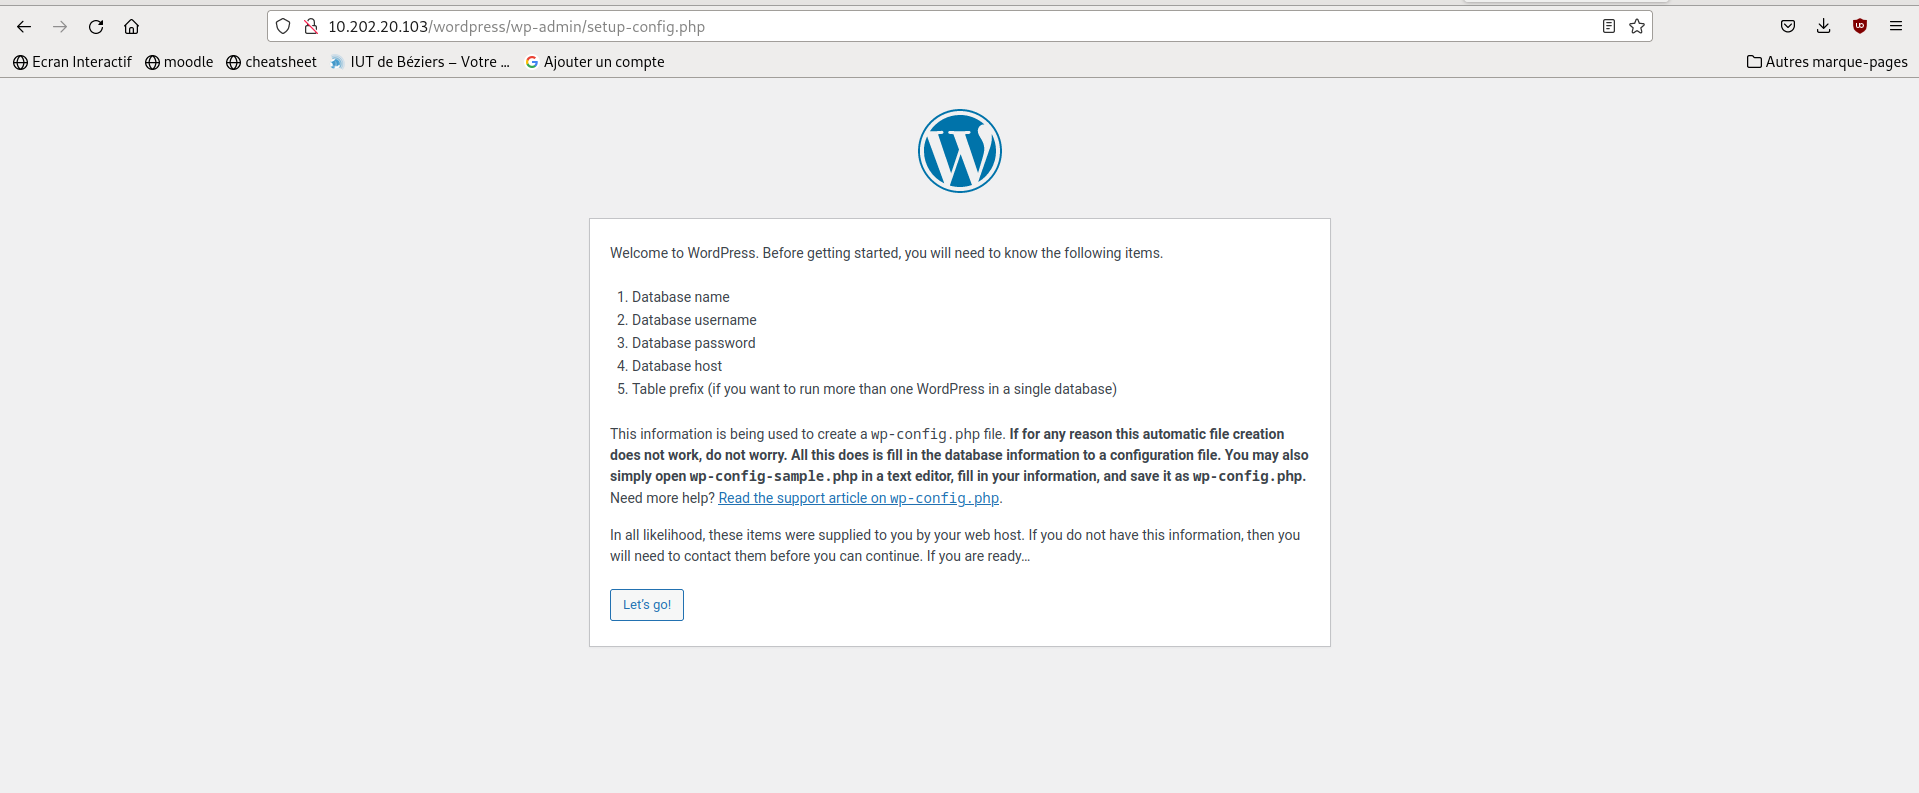 10.202.20.103/wordpress/wp-admin/setup-config.php
Ecran Interactif moodle cheatsheet IUT de Béziers – Votre ... Ajouter un compte Autres marque-pages
Welcome to WordPress. Before getting started, you will need to know the following items.
1. Database name
2. Database username
3. Database password
4. Database host
5. Table prefix (if you want to run more than one WordPress in a single database)
This information is being used to create a wp-config.php file. If for any reason this automatic file creation
does not work, do not worry. All this does is fill in the database information to a configuration file. You may also
simply open wp-config-sample.php in a text editor, fill in your information, and save it as wp-config.php.
Need more help? Read the support article on wp-config.php.
In all likelihood, these items were supplied to you by your web host. If you do not have this information, then you
will need to contact them before you can continue. If you are ready…
Let’s go!